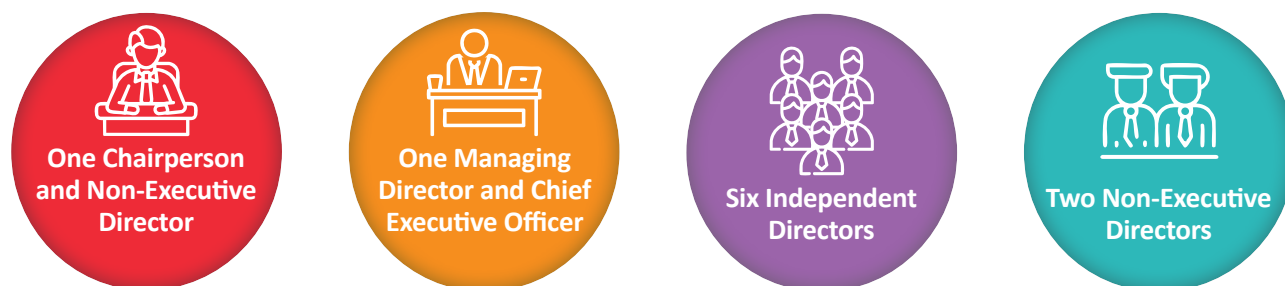 One Chairperson
and Non-Executive
Director
One Managing
Director and Chief
Executive Officer
Six Independent
Directors
Two Non-Executive
Directors